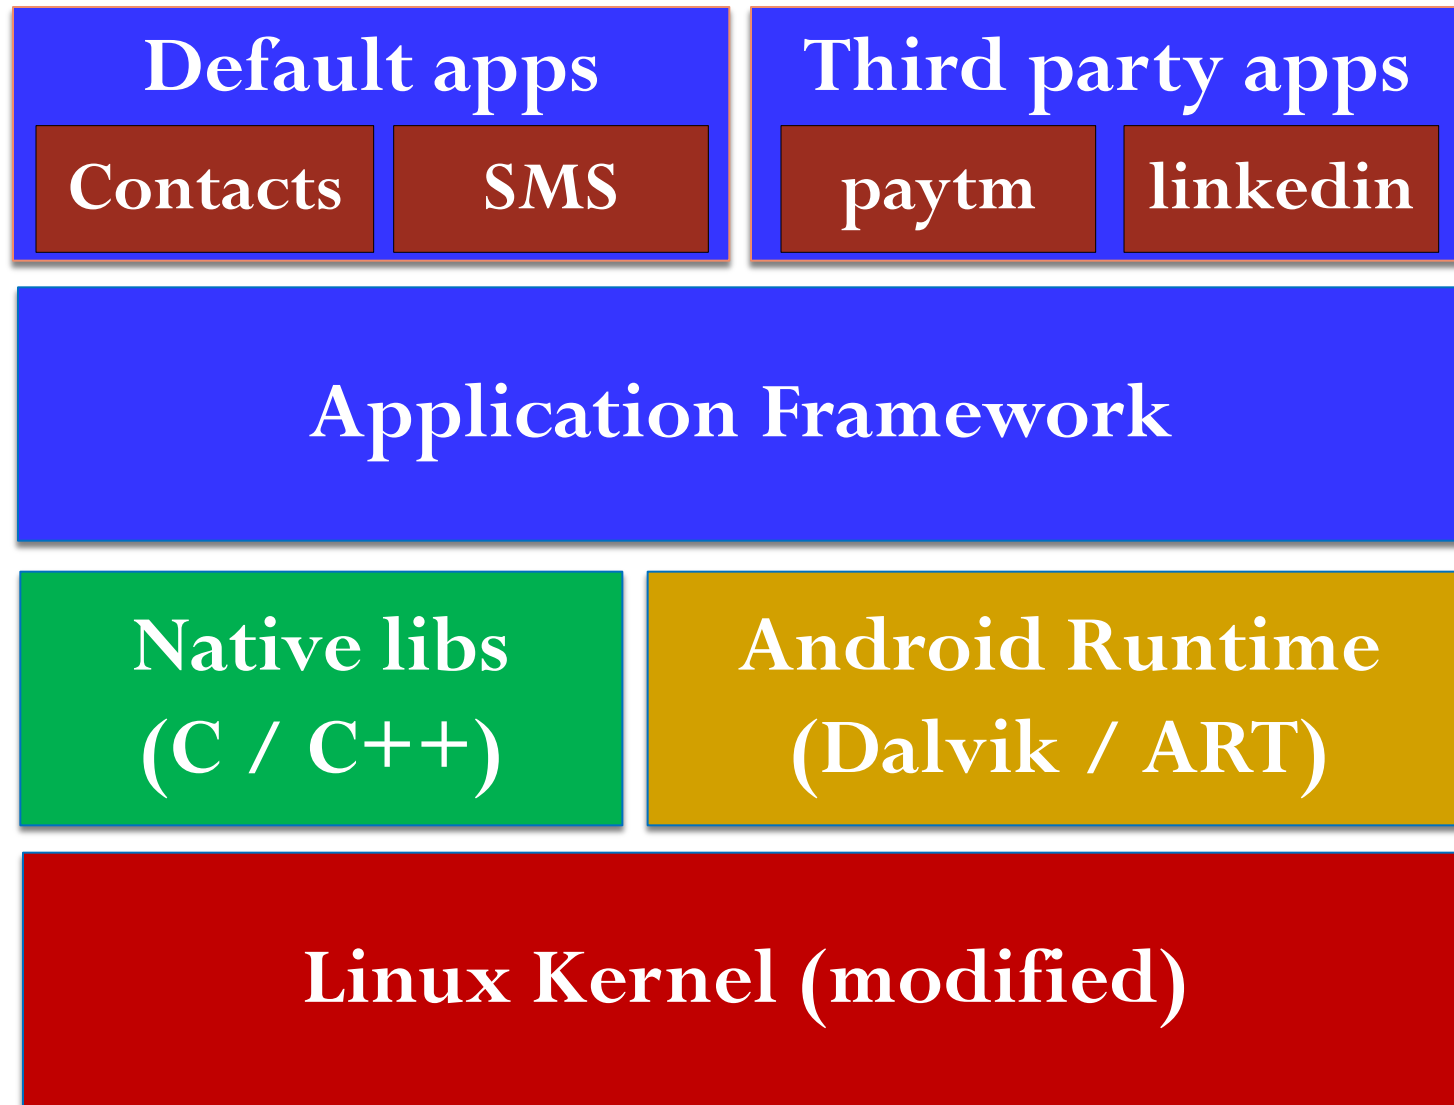 Default apps
Contacts
SMS
Third party apps
paytm
linkedin
Application Framework
Native libs
(C / C++)
Android Runtime
(Dalvik / ART)
Linux Kernel (modified)